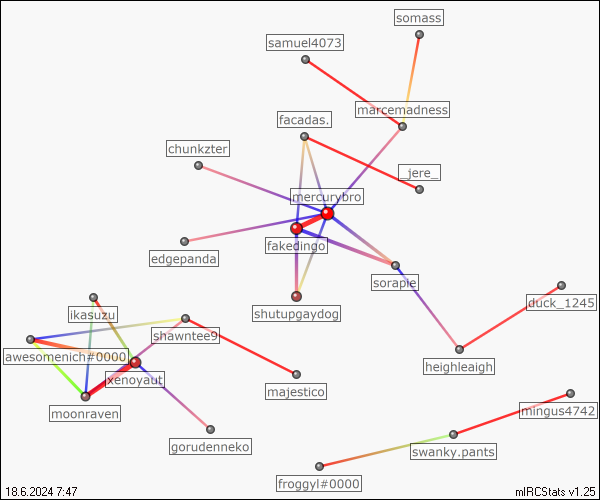 somass
samuel4073
marcemadness
facadas.
chunkzter
_jere_
mercurybro
fakedingo
edgepanda
sorapie
shutupgaydog
duck_1245
ikasuzu
shawntee9
awesomenich#0000
heighleaigh
xenoyaut
majestico
moonraven
mingus4742
gorudenneko
swanky.pants
froggyl#0000
18.6.2024 7:47
mIRCStats v1.25